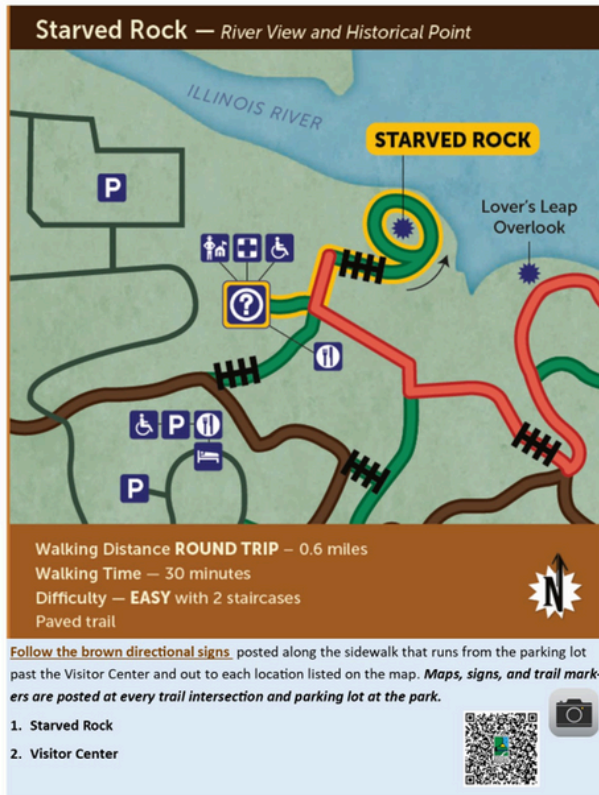 Starved Rock — River View and Historical Point
ILLINOIS RIVER
STARVED ROCK
Lover's Leap
Overlook
P
?
P
P
N
Walking Distance ROUND TRIP – 0.6 miles
Walking Time — 30 minutes
Difficulty — EASY with 2 staircases
Paved trail
Follow the brown directional signs posted along the sidewalk that runs from the parking lot
past the Visitor Center and out to each location listed on the map. Maps, signs, and trail mark-
ers are posted at every trail intersection and parking lot at the park.
1. Starved Rock
2. Visitor Center